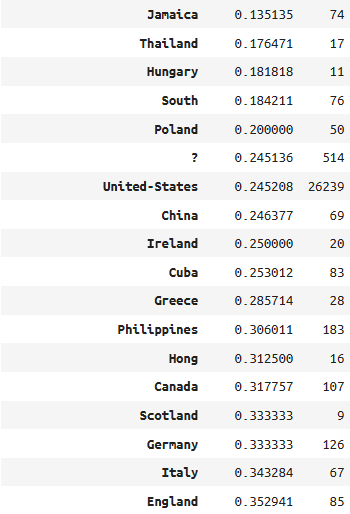 Jamaica 0.135135 74
Thailand 0.176471 17
Hungary 0.181818 11
South 0.184211 76
Poland 0.200000 50
? 0.245136 514
United-States 0.245208 26239
China 0.246377 69
Ireland 0.250000 20
Cuba 0.253012 83
Greece 0.285714 28
Philippines 0.306011 183
Hong 0.312500 16
Canada 0.317757 107
Scotland 0.333333 9
Germany 0.333333 126
Italy 0.343284 67
England 0.352941 85